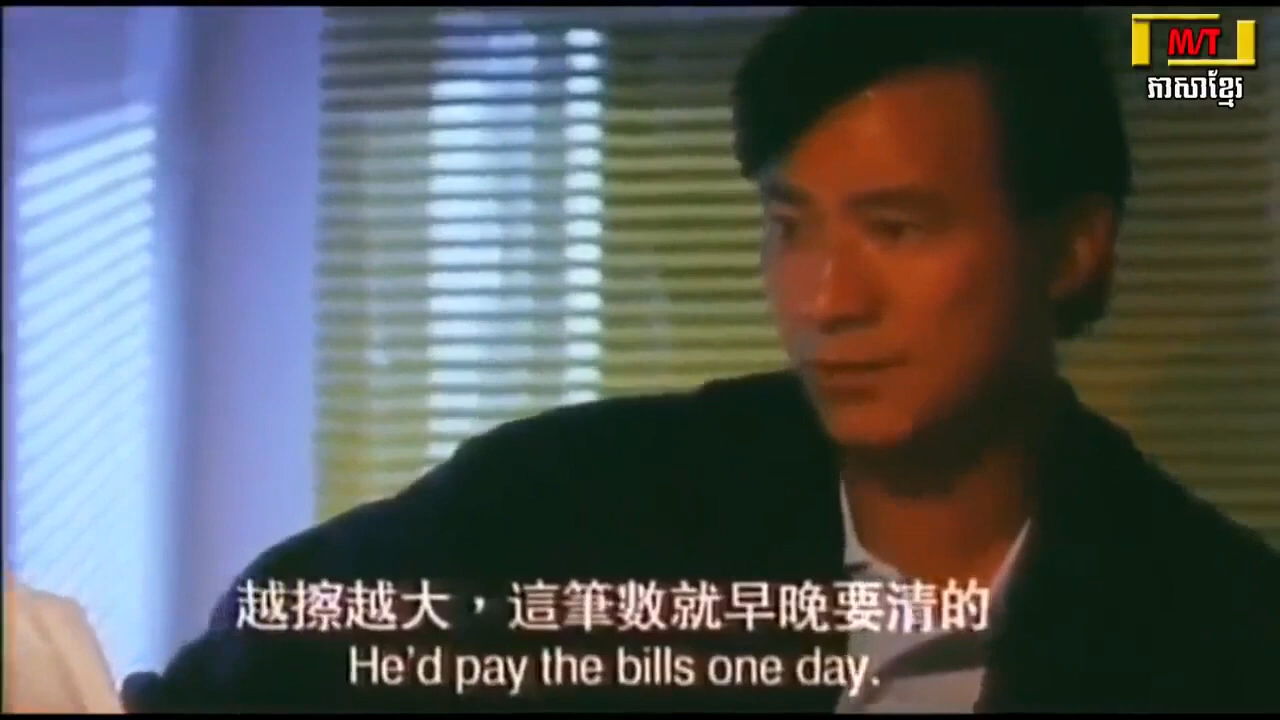 M/T
ភាសាខ្មែរ
越擦越大，這筆數就早晚要清的
He'd pay the bills one day.